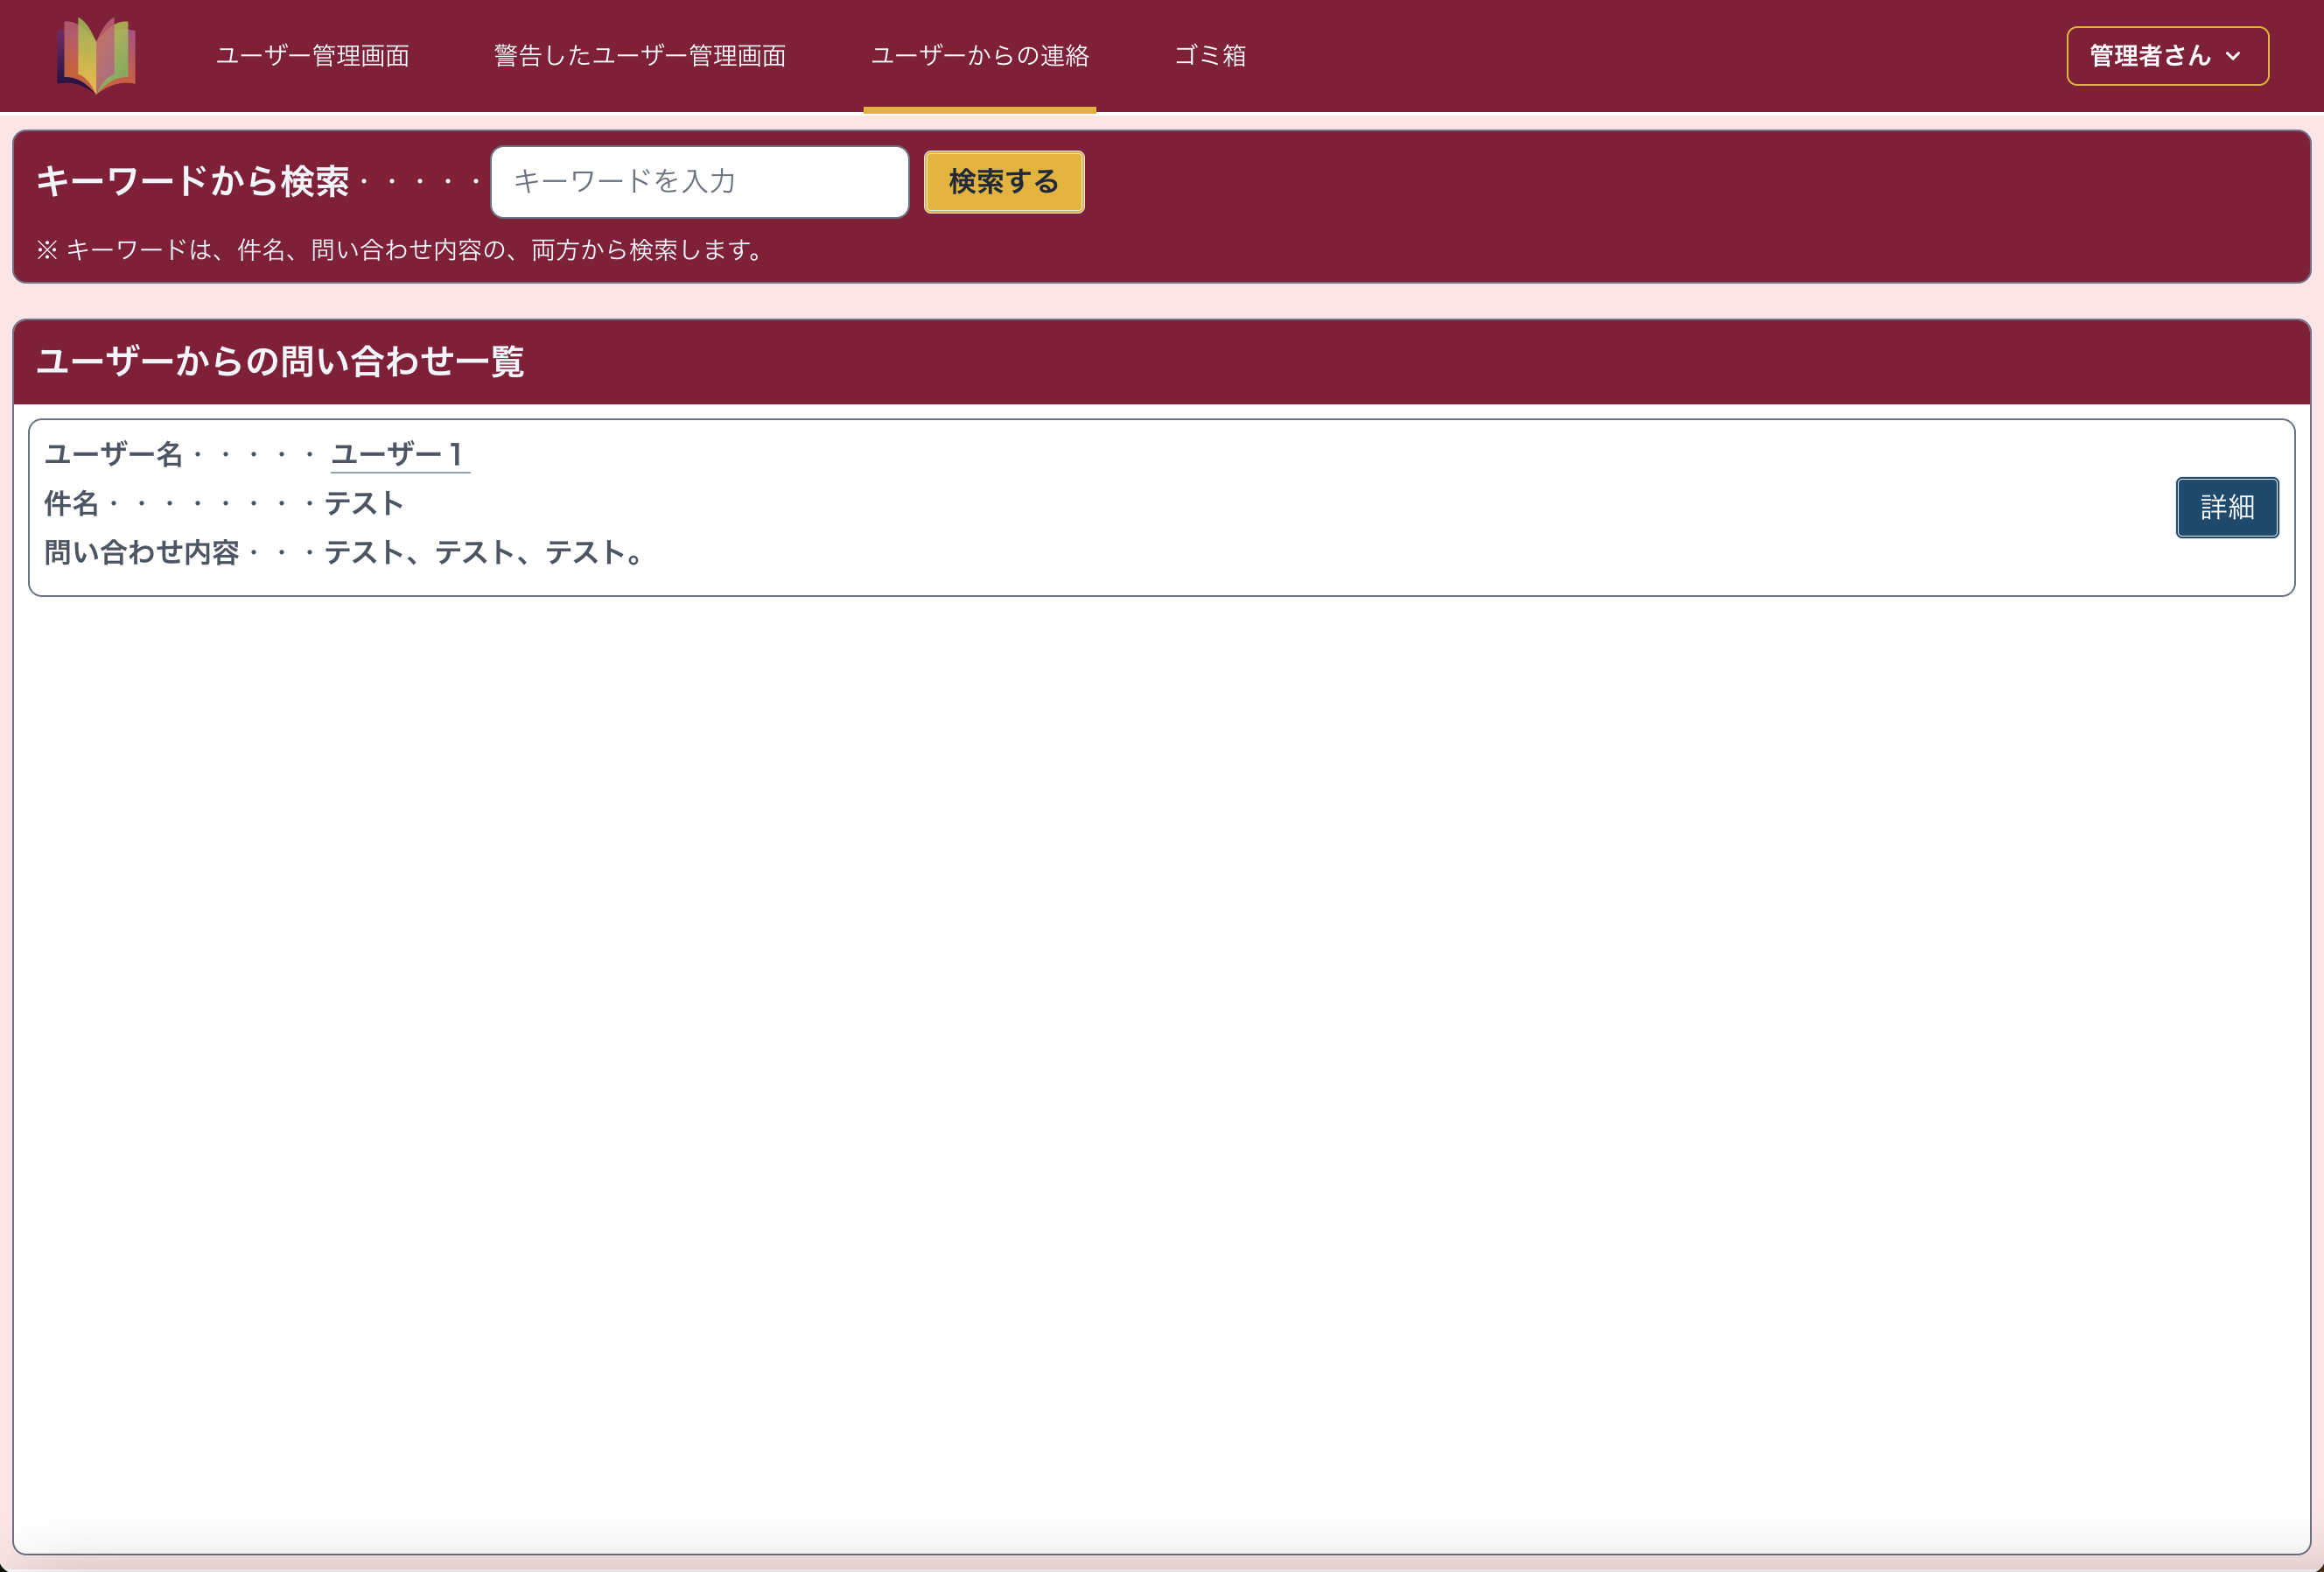 ユーザー管理画面 警告したユーザー管理画面 ユーザーからの連絡 ゴミ箱 管理者さん
キーワードから検索・・・・・ キーワードを入力 検索する
※ キーワードは、件名、問い合わせ内容の、両方から検索します。
ユーザーからの問い合わせ一覧
ユーザー名・・・・・ ユーザー１
件名・・・・・・・・テスト
詳細
問い合わせ内容・・・テスト、テスト、テスト。